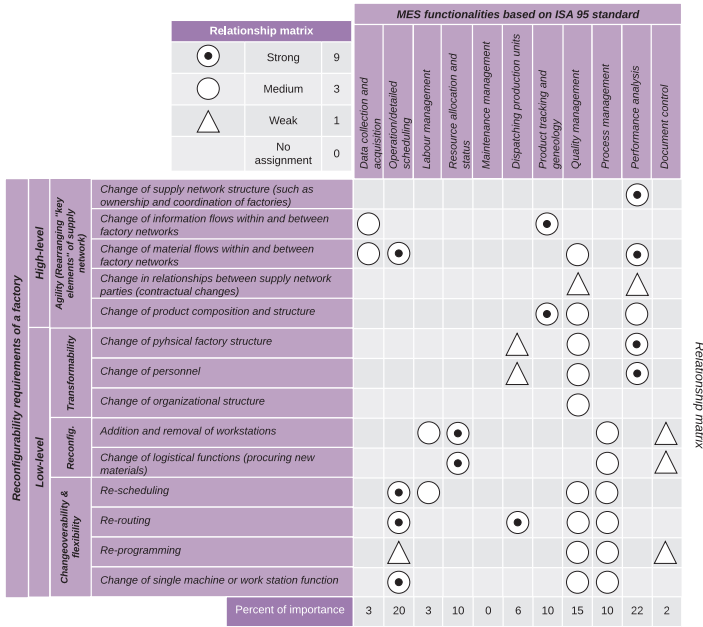 MES functionalities based on ISA 95 standard
Relationship matrix
Strong 9
Medium 3
Weak 1
No
assignment 0
Data collection and
acquisition
Operation/detailed
scheduling
Labour management
Resource allocation and
status
Maintenance management
Dispatching production units
Product tracking and
geneology
Quality management
Process management
Performance analysis
Document control
Reconfigurability requirements of a factory
High-level
Agility (Rearranging "key
elements" of supply
network)
Change of supply network structure (such as
ownership and coordination of factories)
Change of information flows within and between
factory networks
Change of material flows within and between
factory networks
Change in relationships between supply network
parties (contractual changes)
Change of product composition and structure
Low-level
Transformability
Change of pyhsical factory structure
Change of personnel
Change of organizational structure
Reconfig.
Addition and removal of workstations
Change of logistical functions (procuring new
materials)
Changeoverability &
flexibility
Re-scheduling
Re-routing
Re-programming
Change of single machine or work station function
Percent of importance 3 20 3 10 0 6 10 15 10 22 2
Relationship matrix